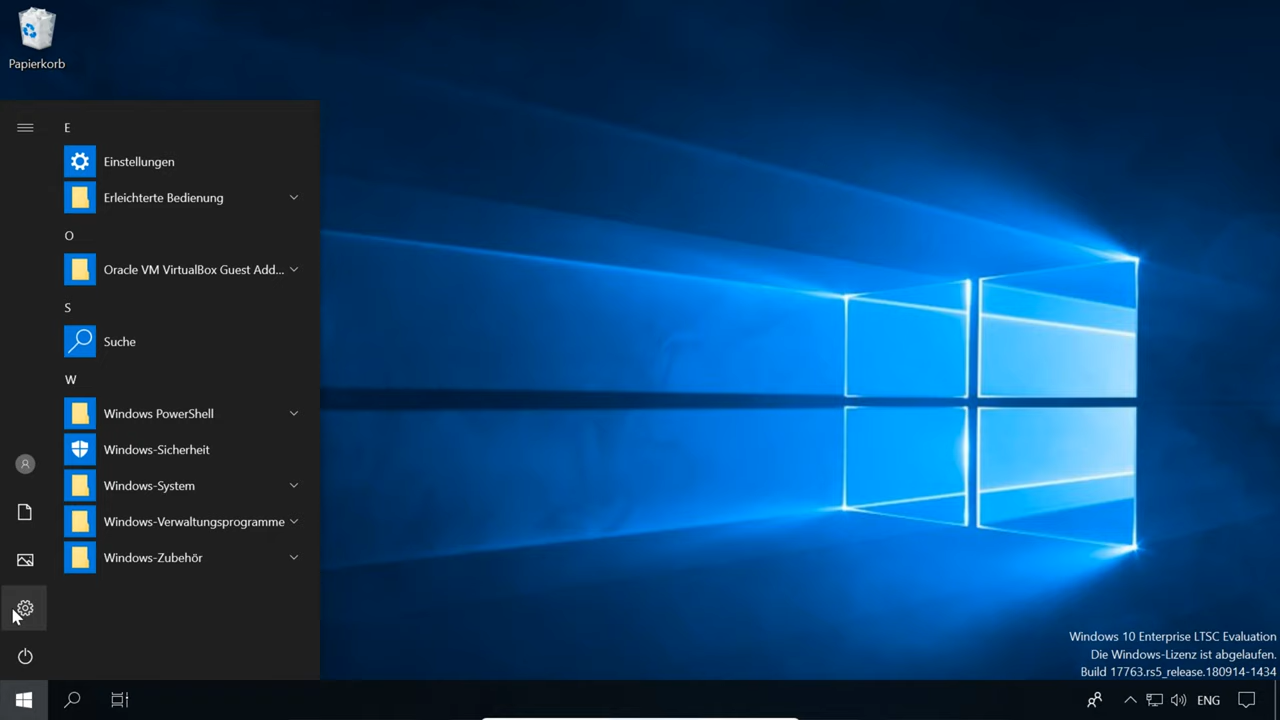 Papierkorb
E
Einstellungen
Erleichterte Bedienung
O
Oracle VM VirtualBox Guest Add...
S
Suche
W
Windows PowerShell
Windows-Sicherheit
Windows-System
Windows-Verwaltungsprogramme
Windows-Zubehör
Windows 10 Enterprise LTSC Evaluation
Die Windows-Lizenz ist abgelaufen.
Build 17763.rs5_release.180914-1434
ENG